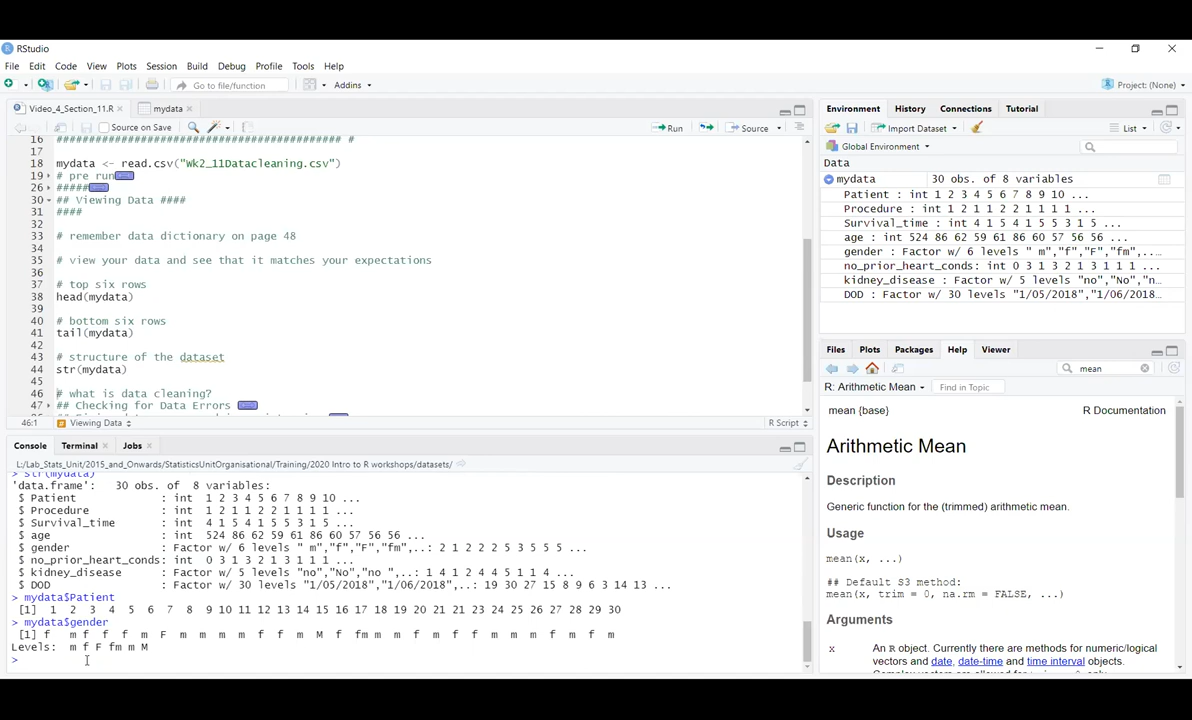 RStudio
File Edit Code View Plots Session Build Debug Profile Tools Help
Go to file/function Addins Project: (None)
Video_4_Section_11.R mydata
Source on Save Run Source
16 ########################################### #
17
18 mydata <- read.csv("Wk2_11Datacleaning.csv")
19 # pre run
26 #####
30 ## Viewing Data ####
31 ####
32
33 # remember data dictionary on page 48
34
35 # view your data and see that it matches your expectations
36
37 # top six rows
38 head(mydata)
39
40 # bottom six rows
41 tail(mydata)
42
43 # structure of the dataset
44 str(mydata)
45
46 # what is data cleaning?
47 ## Checking for Data Errors
46:1 Viewing Data R Script
Console Terminal Jobs
L:/Lab_Stats_Unit/2015_and_Onwards/StatisticsUnitOrganisational/Training/2020 Intro to R workshops/datasets/
> str(mydata)
'data.frame': 30 obs. of 8 variables:
$ Patient : int 1 2 3 4 5 6 7 8 9 10 ...
$ Procedure : int 1 2 1 1 2 2 1 1 1 1 ...
$ Survival_time : int 4 1 5 4 1 5 5 3 1 5 ...
$ age : int 524 86 62 59 61 86 60 57 56 56 ...
$ gender : Factor w/ 6 levels " m","f","F","fm",..: 2 1 2 2 2 5 3 5 5 5 ...
$ no_prior_heart_conds: int 0 3 1 3 2 1 3 1 1 1 ...
$ kidney_disease : Factor w/ 5 levels "no","No","no ",..: 1 4 1 2 4 4 5 1 1 4 ...
$ DOD : Factor w/ 30 levels "1/05/2018","1/06/2018",..: 19 30 27 15 8 9 6 3 14 13 ...
> mydata$Patient
[1] 1 2 3 4 5 6 7 8 9 10 11 12 13 14 15 16 17 18 19 20 21 22 23 24 25 26 27 28 29 30
> mydata$gender
[1] f m f f f m F m m m m f f m M f fm m m f m f f m m m f m f m
Levels: m f F fm m M
>
Environment History Connections Tutorial
Import Dataset List
Global Environment
Data
mydata 30 obs. of 8 variables
Patient : int 1 2 3 4 5 6 7 8 9 10 ...
Procedure : int 1 2 1 1 2 2 1 1 1 1 ...
Survival_time : int 4 1 5 4 1 5 5 3 1 5 ...
age : int 524 86 62 59 61 86 60 57 56 56 ...
gender : Factor w/ 6 levels " m","f","F","fm",...
no_prior_heart_conds: int 0 3 1 3 2 1 3 1 1 1 ...
kidney_disease : Factor w/ 5 levels "no","No","n...
DOD : Factor w/ 30 levels "1/05/2018","1/06/2018...
Files Plots Packages Help Viewer
mean
R: Arithmetic Mean Find in Topic
mean {base} R Documentation
Arithmetic Mean
Description
Generic function for the (trimmed) arithmetic mean.
Usage
mean(x, ...)
## Default S3 method:
mean(x, trim = 0, na.rm = FALSE, ...)
Arguments
x An R object. Currently there are methods for numeric/logical
vectors and date, date-time and time interval objects.